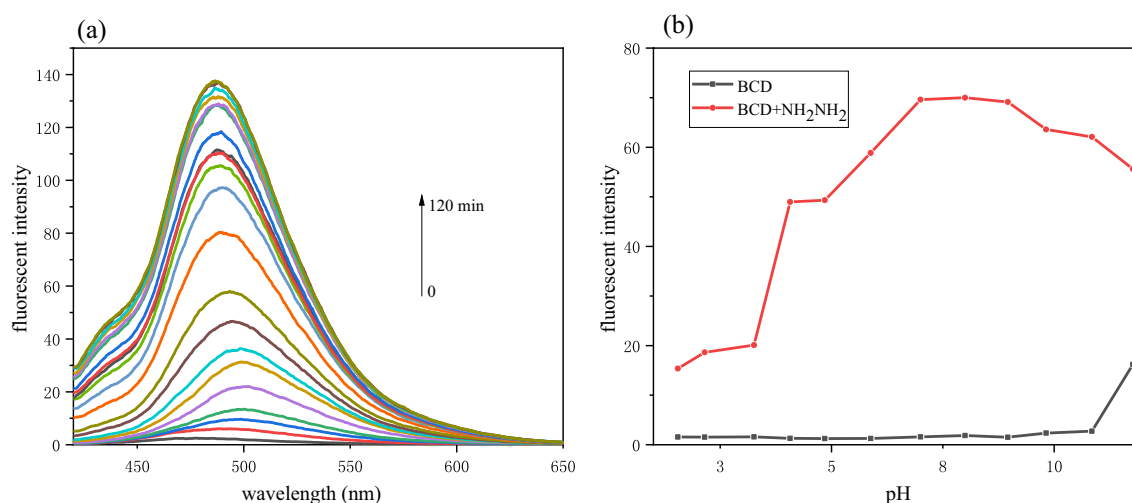 (a)
140
120
100
80
60
40
20
0
450
500
550
600
650
wavelength (nm)
fluorescent intensity
120 min
0
(b)
80
60
40
20
0
3
5
8
10
pH
fluorescent intensity
BCD
BCD+NH2NH2